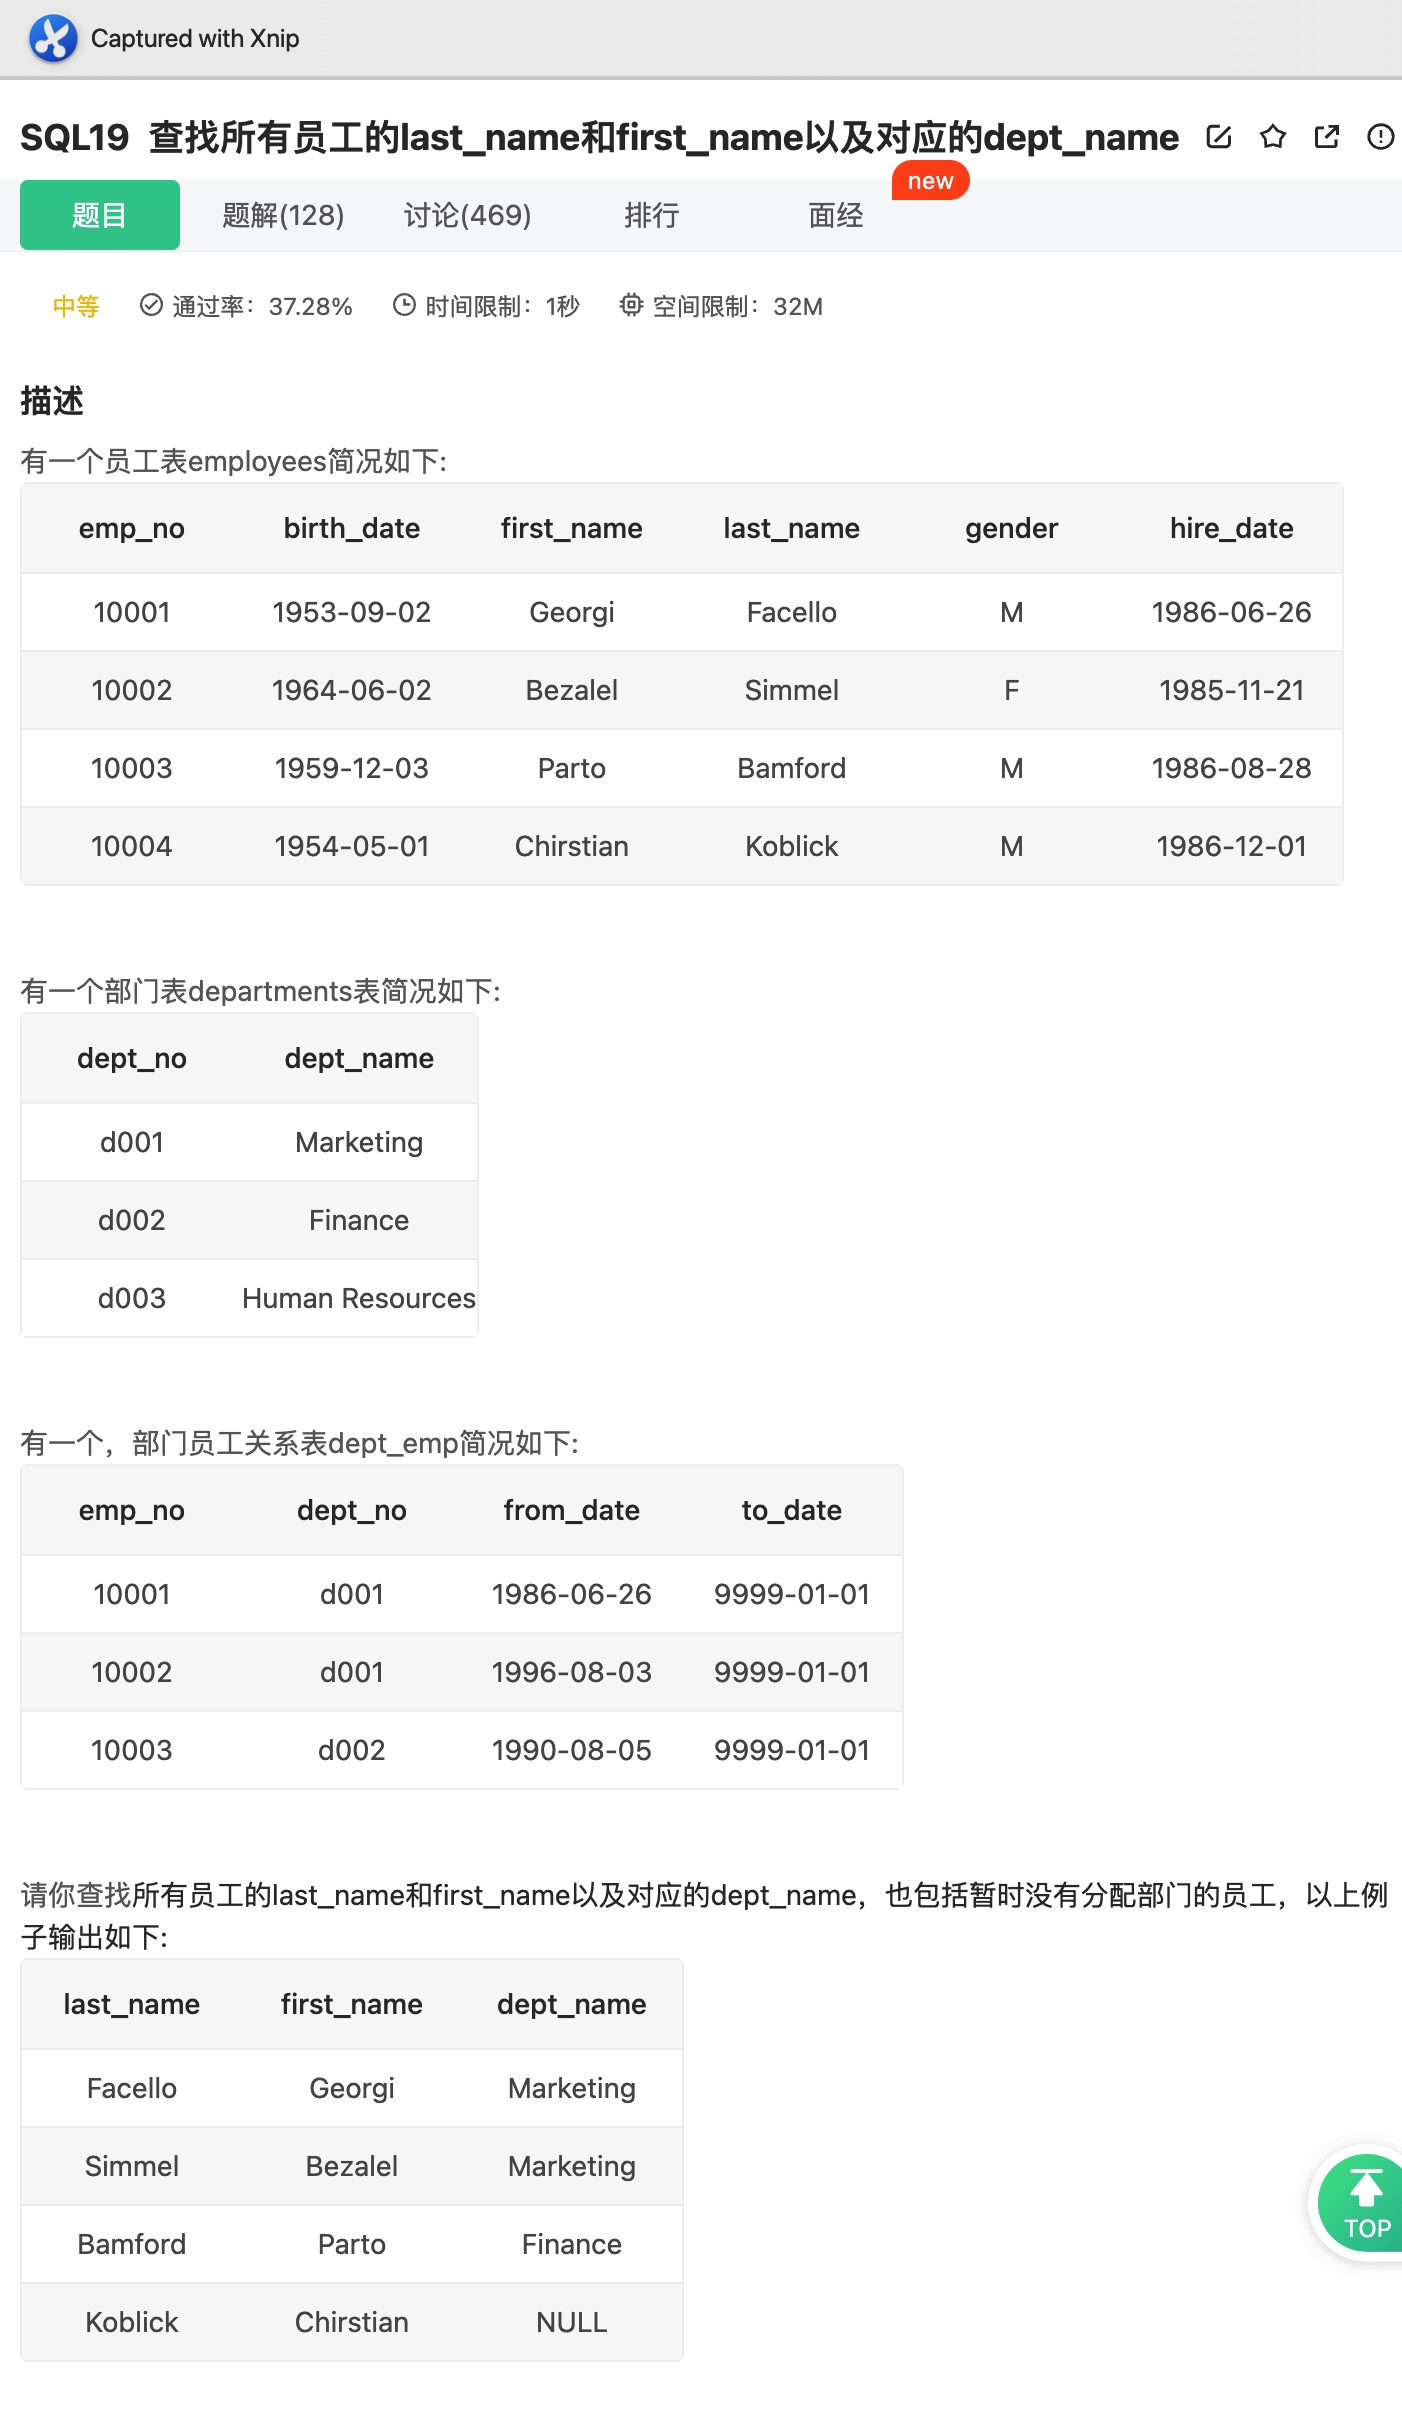 Captured with Xnip
SQL19 查找所有员工的last_name和first_name以及对应的dept_name
new
题目 题解(128) 讨论(469) 排行 面经
中等 通过率：37.28% 时间限制：1秒 空间限制：32M
描述
有一个员工表employees简况如下:
emp_no birth_date first_name last_name gender hire_date
10001 1953-09-02 Georgi Facello M 1986-06-26
10002 1964-06-02 Bezalel Simmel F 1985-11-21
10003 1959-12-03 Parto Bamford M 1986-08-28
10004 1954-05-01 Chirstian Koblick M 1986-12-01
有一个部门表departments表简况如下:
dept_no dept_name
d001 Marketing
d002 Finance
d003 Human Resources
有一个，部门员工关系表dept_emp简况如下:
emp_no dept_no from_date to_date
10001 d001 1986-06-26 9999-01-01
10002 d001 1996-08-03 9999-01-01
10003 d002 1990-08-05 9999-01-01
请你查找所有员工的last_name和first_name以及对应的dept_name，也包括暂时没有分配部门的员工，以上例
子输出如下:
last_name first_name dept_name
Facello Georgi Marketing
Simmel Bezalel Marketing
Bamford Parto Finance
Koblick Chirstian NULL
TOP